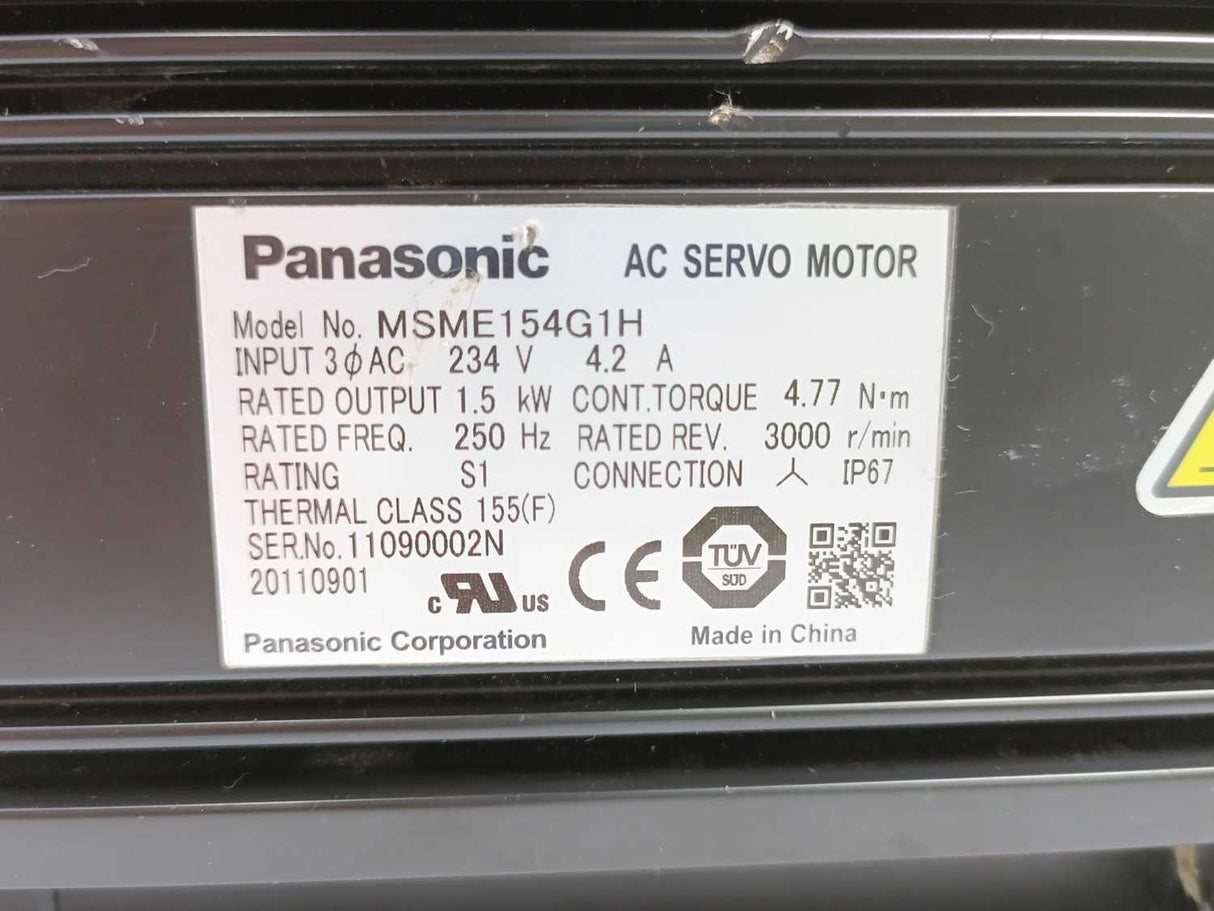 Panasonic AC SERVO MOTOR
Model No. MSME154G1H
INPUT 3ϕAC 234 V 4.2 A
RATED OUTPUT 1.5 kW CONT.TORQUE 4.77 N·m
RATED FREQ. 250 Hz RATED REV. 3000 r/min
RATING S1 CONNECTION 人 IP67
THERMAL CLASS 155(F)
SER.No.11090002N
20110901
c RU US CE TÜV SÜD
Panasonic Corporation Made in China